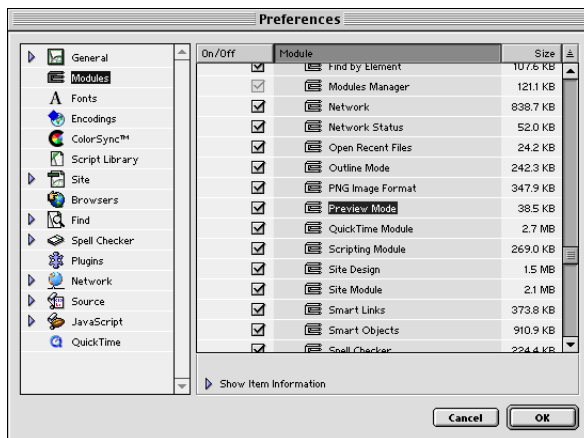 Preferences
General
Modules
Fonts
Encodings
ColorSync™
Script Library
Site
Browsers
Find
Spell Checker
Plugins
Network
Source
JavaScript
QuickTime
On/Off Module Size
Find by Element 107.6 KB
Modules Manager 121.1 KB
Network 838.7 KB
Network Status 52.0 KB
Open Recent Files 24.2 KB
Outline Mode 242.3 KB
PNG Image Format 347.9 KB
Preview Mode 38.5 KB
QuickTime Module 2.7 MB
Scripting Module 269.0 KB
Site Design 1.5 MB
Site Module 2.1 MB
Smart Links 373.8 KB
Smart Objects 910.9 KB
Spell Checker 224.4 KB
Show Item Information
Cancel OK